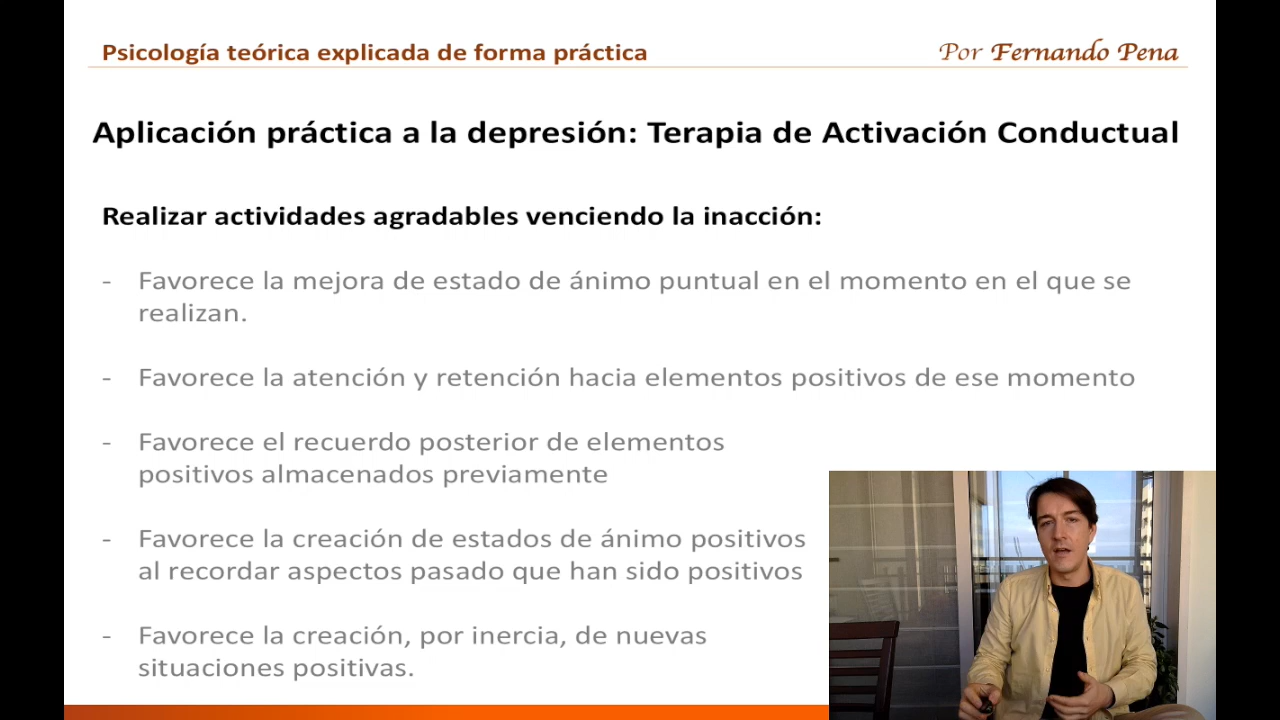 Psicología teórica explicada de forma práctica
Por Fernando Pena
Aplicación práctica a la depresión: Terapia de Activación Conductual
Realizar actividades agradables venciendo la inacción:
- Favorece la mejora de estado de ánimo puntual en el momento en el que se
realizan.
- Favorece la atención y retención hacia elementos positivos de ese momento
- Favorece el recuerdo posterior de elementos
positivos almacenados previamente
- Favorece la creación de estados de ánimo positivos
al recordar aspectos pasado que han sido positivos
- Favorece la creación, por inercia, de nuevas
situaciones positivas.